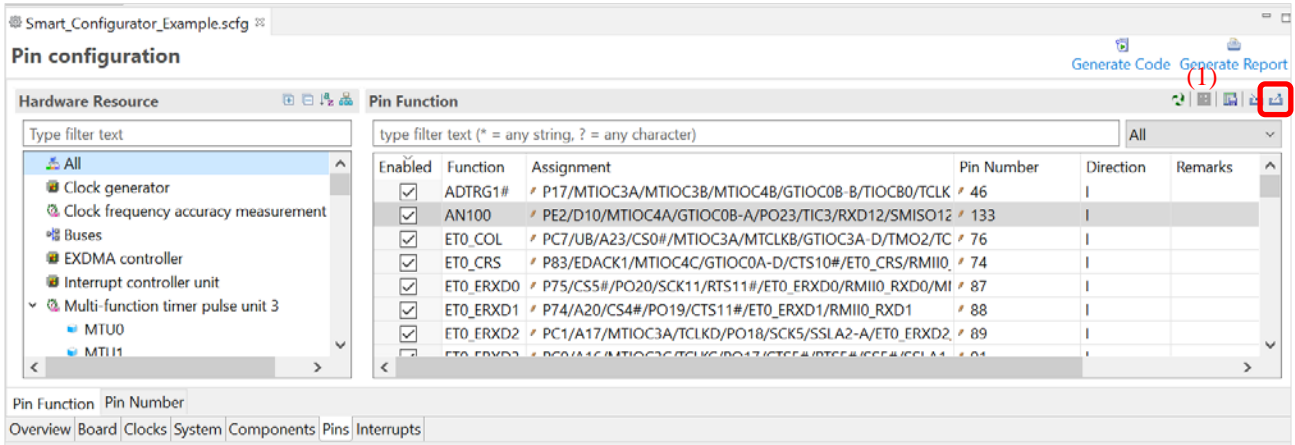 Smart_Configurator_Example.scfg
Pin configuration
Generate Code Generate Report
(1)
Hardware Resource
Pin Function
Type filter text
type filter text (* = any string, ? = any character)
All
All
Clock generator
Clock frequency accuracy measurement
Buses
EXDMA controller
Interrupt controller unit
Multi-function timer pulse unit 3
MTU0
MTU1
Enabled Function Assignment Pin Number Direction Remarks
ADTRG1# P17/MTIOC3A/MTIOC3B/MTIOC4B/GTIOC0B-B/TIOCB0/TCLK 46 I
AN100 PE2/D10/MTIOC4A/GTIOC0B-A/PO23/TIC3/RXD12/SMISO12 133 I
ET0_COL PC7/UB/A23/CS0#/MTIOC3A/MTCLKB/GTIOC3A-D/TMO2/TC 76 I
ET0_CRS P83/EDACK1/MTIOC4C/GTIOC0A-D/CTS10#/ET0_CRS/RMII0_ 74 I
ET0_ERXD0 P75/CS5#/PO20/SCK11/RTS11#/ET0_ERXD0/RMII0_RXD0/MI 87 I
ET0_ERXD1 P74/A20/CS4#/PO19/CTS11#/ET0_ERXD1/RMII0_RXD1 88 I
ET0_ERXD2 PC1/A17/MTIOC3A/TCLKD/PO18/SCK5/SSLA2-A/ET0_ERXD2, 89 I
Pin Function Pin Number
Overview Board Clocks System Components Pins Interrupts